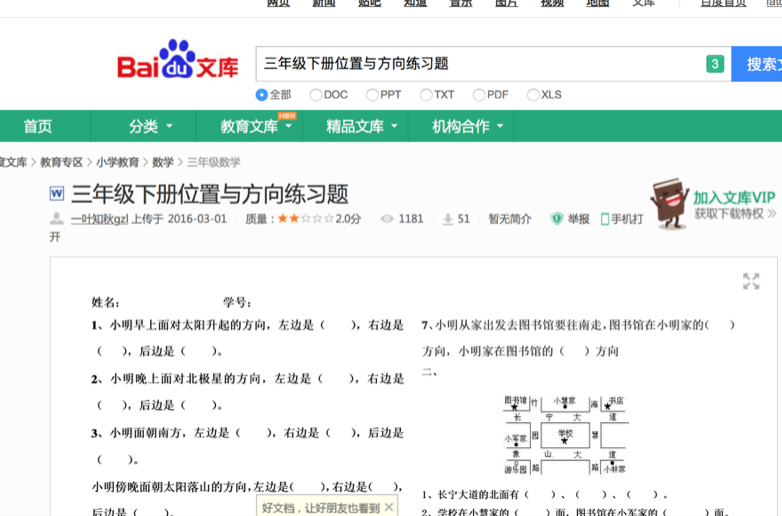 网页 新闻 贴吧 知道 音乐 图片 视频 地图 文库 百度首页
Baidu文库
三年级下册位置与方向练习题 3 搜索文
全部 DOC PPT TXT PDF XLS
首页 分类 教育文库 NEW 精品文库 机构合作
度文库 > 教育专区 > 小学教育 > 数学 > 三年级数学
W 三年级下册位置与方向练习题
加入文库VIP
获取下载特权 >>
一叶知秋gzl 上传于 2016-03-01 质量: 2.0分 1181 51 暂无简介 举报 手机打
开
姓名: 学号:
1、小明早上面对太阳升起的方向，左边是（ ），右边是
（ ），后边是（ ）。
2、小明晚上面对北极星的方向，左边是（ ），右边是
（ ），后边是（ ）。
3、小明面朝南方，左边是（ ），右边是（ ），后边是
（ ）。
小明傍晚面朝太阳落山的方向,左边是( ),右边是( ),
后边是（ ）。
7、小明从家出发去图书馆要往南走,图书馆在小明家的( )
方向，小明家在图书馆的（ ）方向
二、
图书馆 竹 小慧家 海 书店
长 宁 大 道
小军家 园 学校 慧
象 山 大 道
游乐园 路 路 小林家
1、长宁大道的北面有（ ）、（ ）、（ ）。
2、学校在小慧家的（ ）面，图书馆在小军家的（ ）面。
好文档，让好朋友也看到